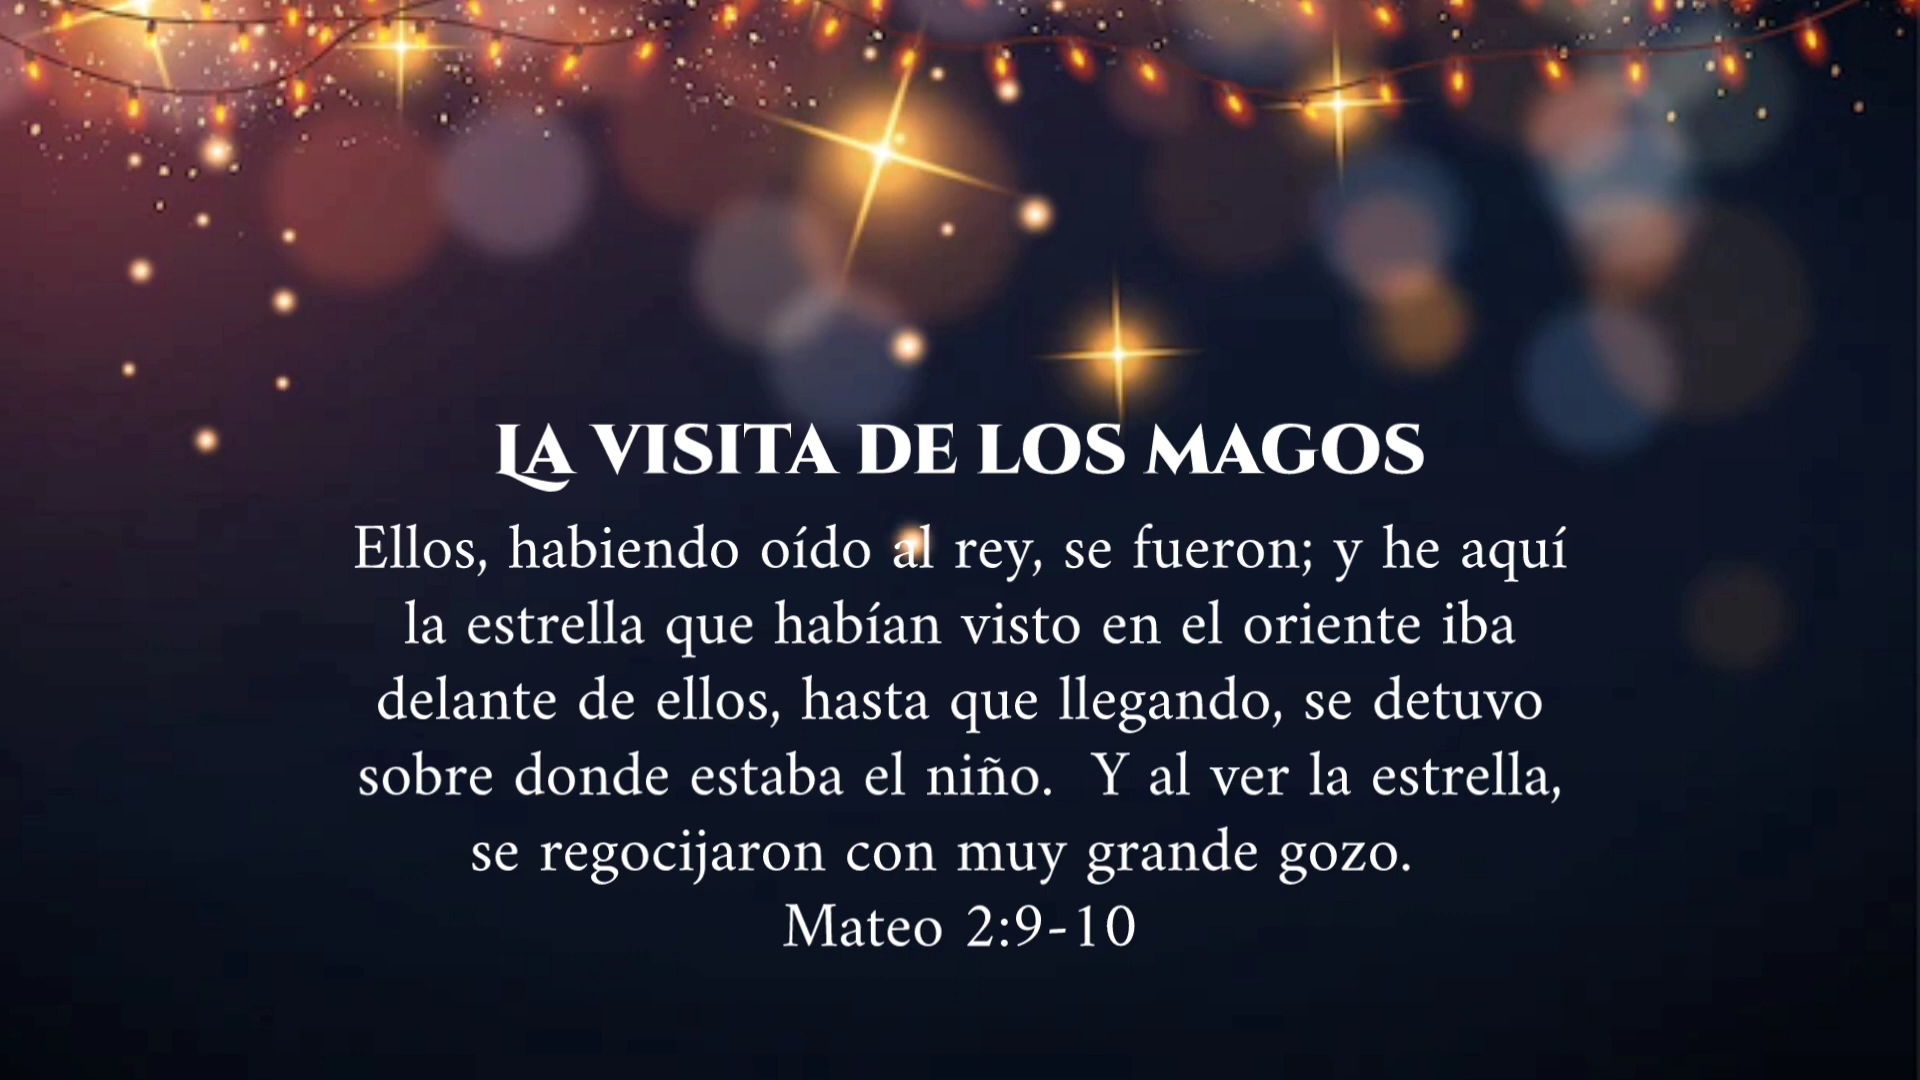 LA VISITA DE LOS MAGOS
Ellos, habiendo oído al rey, se fueron; y he aquí
la estrella que habían visto en el oriente iba
delante de ellos, hasta que llegando, se detuvo
sobre donde estaba el niño.  Y al ver la estrella,
se regocijaron con muy grande gozo.
Mateo 2:9-10